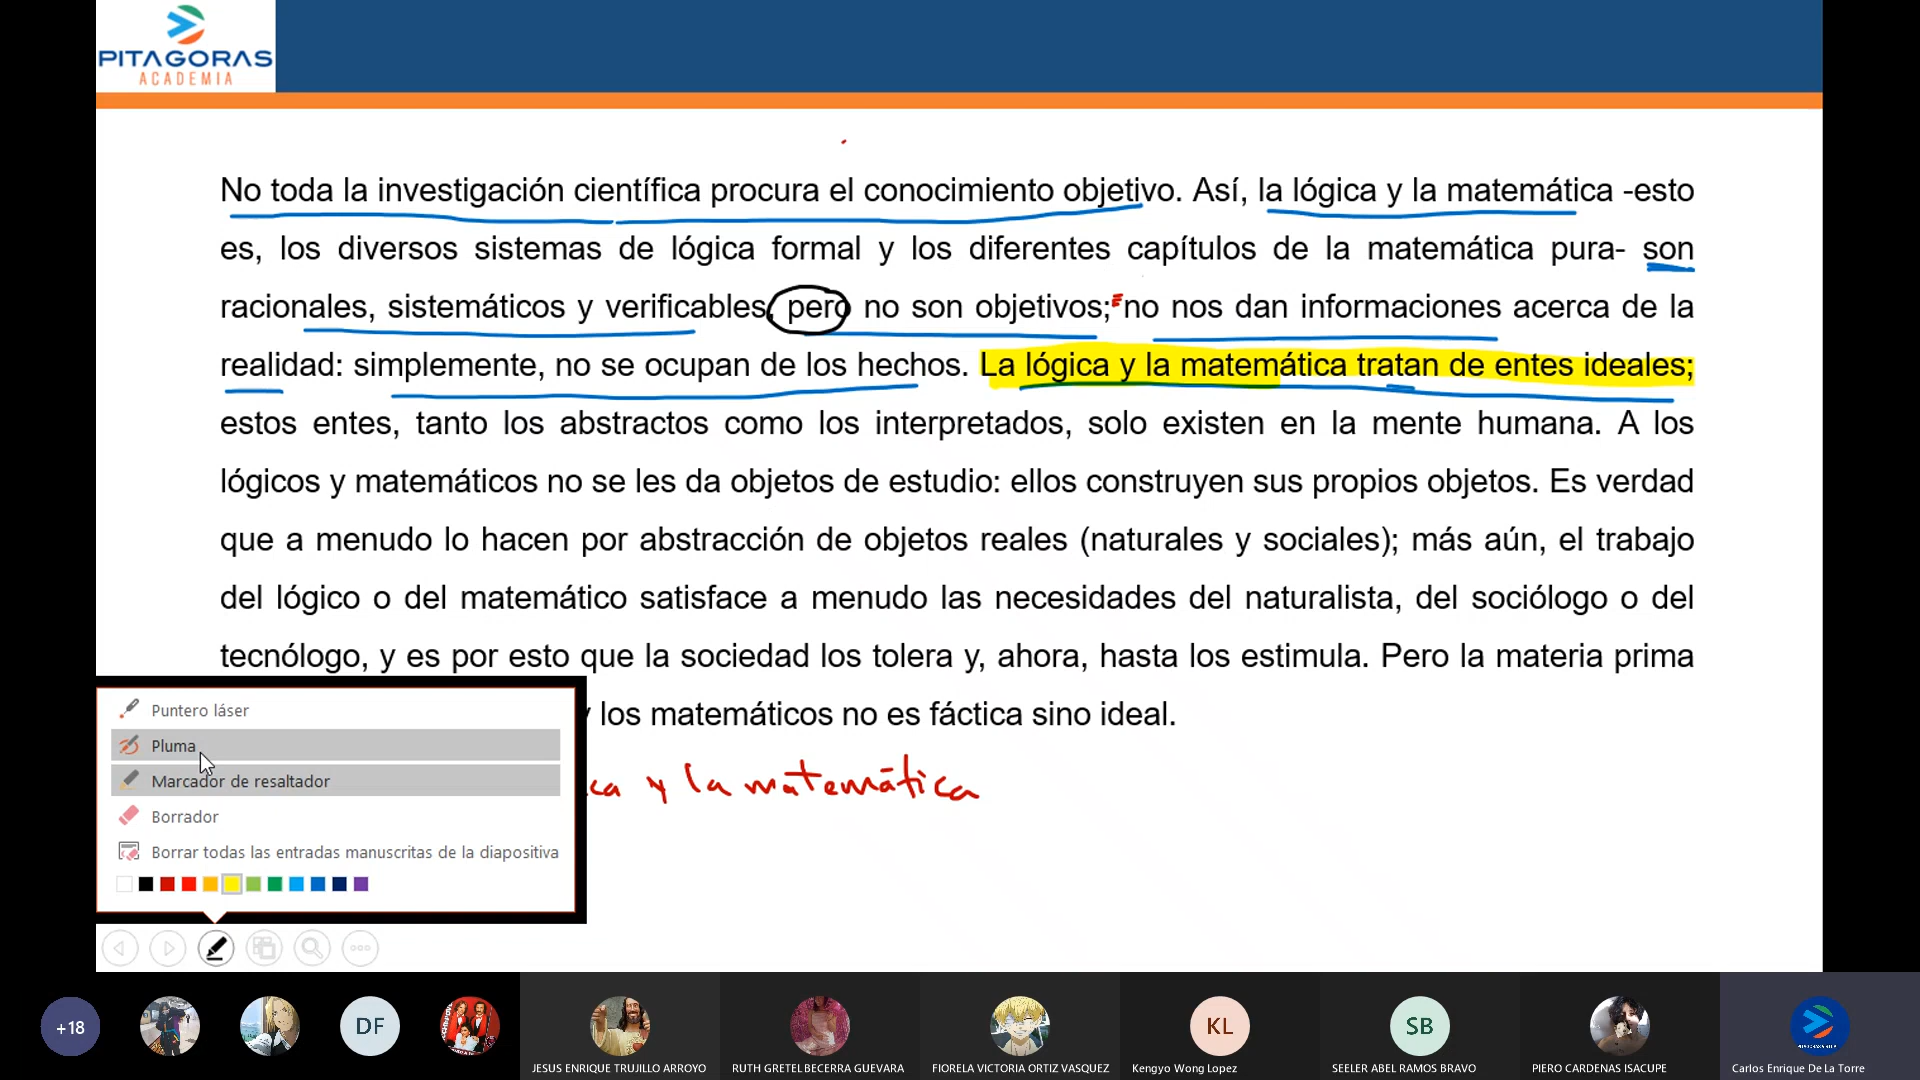 PITAGORAS
ACADEMIA
No toda la investigación científica procura el conocimiento objetivo. Así, la lógica y la matemática -esto
es, los diversos sistemas de lógica formal y los diferentes capítulos de la matemática pura- son
racionales, sistemáticos y verificables, pero no son objetivos; no nos dan informaciones acerca de la
realidad: simplemente, no se ocupan de los hechos. La lógica y la matemática tratan de entes ideales;
estos entes, tanto los abstractos como los interpretados, solo existen en la mente humana. A los
lógicos y matemáticos no se les da objetos de estudio: ellos construyen sus propios objetos. Es verdad
que a menudo lo hacen por abstracción de objetos reales (naturales y sociales); más aún, el trabajo
del lógico o del matemático satisface a menudo las necesidades del naturalista, del sociólogo o del
tecnólogo, y es por esto que la sociedad los tolera y, ahora, hasta los estimula. Pero la materia prima
y los matemáticos no es fáctica sino ideal.
ca y la matemática
Puntero láser
Pluma
Marcador de resaltador
Borrador
Borrar todas las entradas manuscritas de la diapositiva
+18
DF
KL
SB
JESUS ENRIQUE TRUJILLO ARROYO
RUTH GRETEL BECERRA GUEVARA
FIORELA VICTORIA ORTIZ VASQUEZ
Kengyo Wong Lopez
SEELER ABEL RAMOS BRAVO
PIERO CARDENAS ISACUPE
Carlos Enrique De La Torre